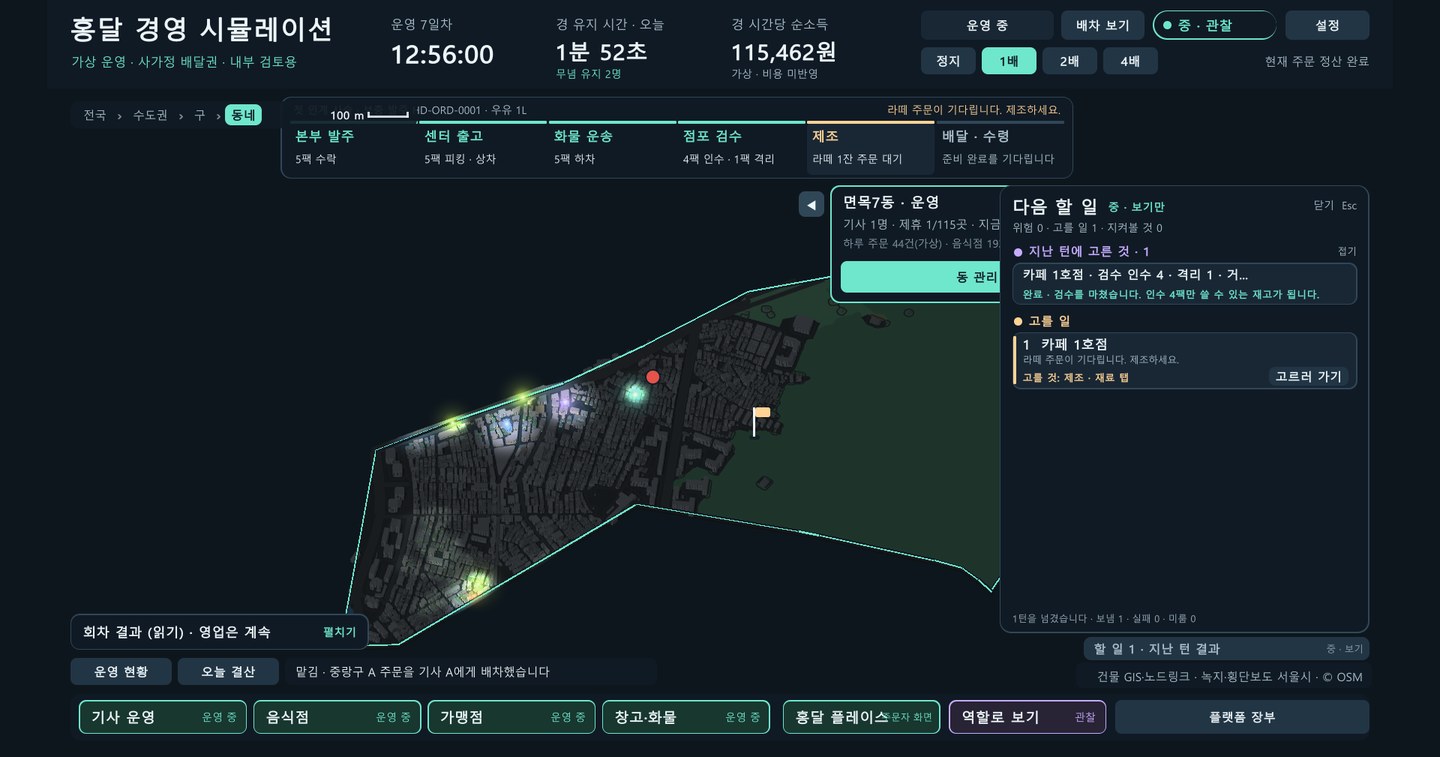 홍달 경영 시뮬레이션
가상 운영 · 사가정 배달권 · 내부 검토용
운영 7일차
12:56:00
경 유지 시간 · 오늘
1분 52초
무냄 유지 2명
경 시간당 순소득
115,462원
가상 · 비용 미반영
운영 중
배차 보기
중 · 관찰
설정
정지
1배
2배
4배
현재 주문 정산 완료
전국 › 수도권 › 구 › 동네
100 m
HD-ORD-0001 · 우유 1L
라떼 주문이 기다립니다. 제조하세요.
본부 발주
5팩 수락
센터 출고
5팩 피킹 · 상차
화물 운송
5팩 하차
점포 검수
4팩 인수 · 1팩 격리
제조
라떼 1잔 주문 대기
배달 · 수령
준비 완료를 기다립니다
◀
면목7동 · 운영
기사 1명 · 제휴 1/115곳 · 지금
하루 주문 44건(가상) · 음식점
동 관리
다음 할 일 중 · 보기만
닫기 Esc
위험 0 · 고를 일 1 · 지켜볼 것 0
지난 턴에 고른 것 · 1
접기
카페 1호점 · 검수 인수 4 · 격리 1 · 거...
완료 · 검수를 마쳤습니다. 인수 4팩만 쓸 수 있는 재고가 됩니다.
고를 일
1 카페 1호점
라떼 주문이 기다립니다. 제조하세요.
고를 것: 제조 · 재료 탭
고르러 가기
1턴을 넘겼습니다 · 보냄 1 · 실패 0 · 미룸 0
회차 결과 (읽기) · 영업은 계속
펼치기
할 일 1 · 지난 턴 결과
중 · 보기
운영 현황
오늘 결산
맡김 · 중랑구 A 주문을 기사 A에게 배차했습니다
건물 GIS·노드링크 · 녹지·횡단보도 서울시 · © OSM
기사 운영
운영 중
음식점
운영 중
가맹점
운영 중
창고·화물
운영 중
홍달 플레이스
주문자 화면
역할로 보기
관찰
플랫폼 장부